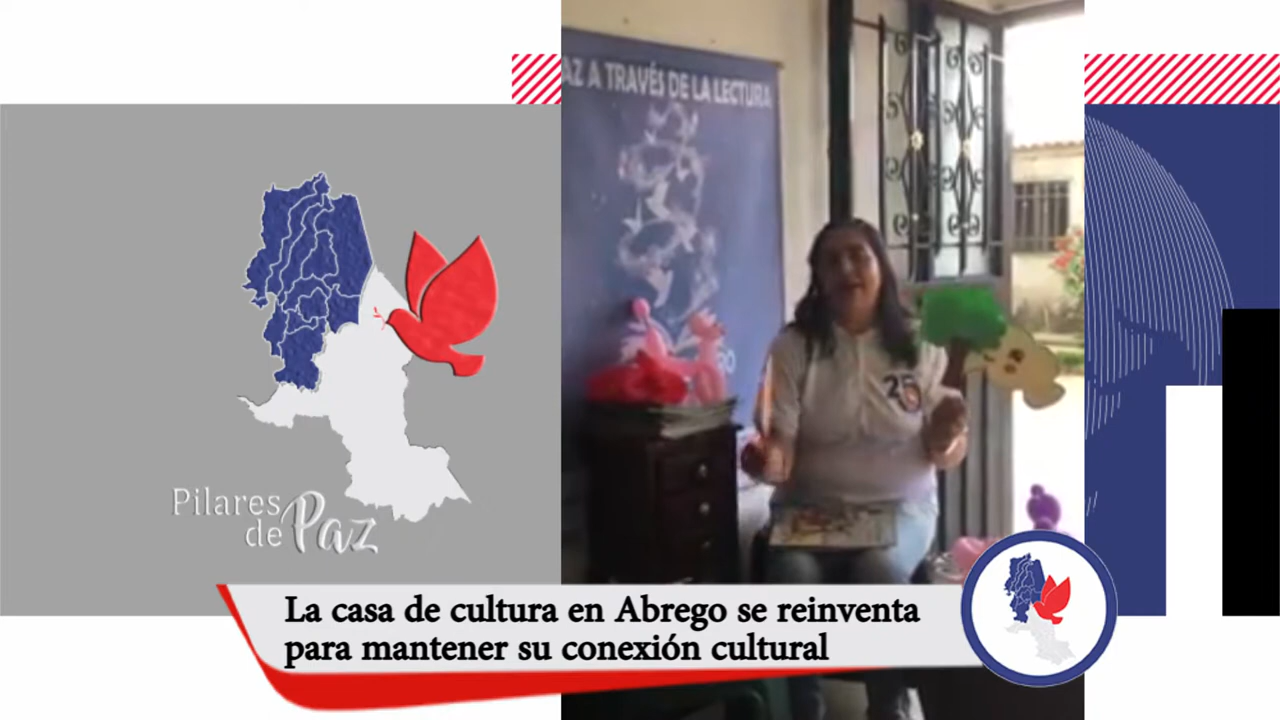 AZ A TRAVÉS DE LA LECTURA
25
GO
Pilares
de Paz
La casa de cultura en Abrego se reinventa
para mantener su conexión cultural